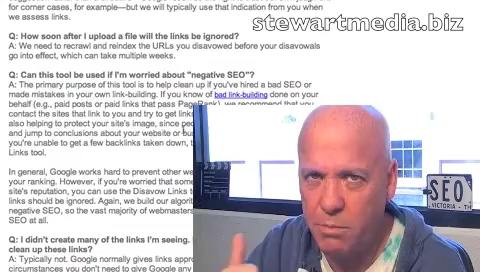 for corner cases, for example—but we will typically use that indication from you when
we assess links.
stewartmedia.biz
Q: How soon after I upload a file will the links be ignored?
A: We need to recrawl and reindex the URLs you disavowed before your disavowals
go into effect, which can take multiple weeks.
Q: Can this tool be used if I'm worried about "negative SEO"?
A: The primary purpose of this tool is to help clean up if you've hired a bad SEO or
made mistakes in your own link-building. If you know of bad link-building done on your
behalf (e.g., paid posts or paid links that pass PageRank), we recommend that you
contact the sites that link to you and try to get links
also helping to protect your site's image, since peo
and jump to conclusions about your website or bus
you're unable to get a few backlinks taken down, t
Links tool.
In general, Google works hard to prevent other we
your ranking. However, if you're worried that some
site's reputation, you can use the Disavow Links to
links should be ignored. Again, we build our algorit
negative SEO, so the vast majority of webmasters
SEO at all.
Q: I didn't create many of the links I'm seeing.
clean up these links?
A: Typically not. Google normally gives links appro
circumstances you don't need to give Google any
SEO
VICTORIA - TH